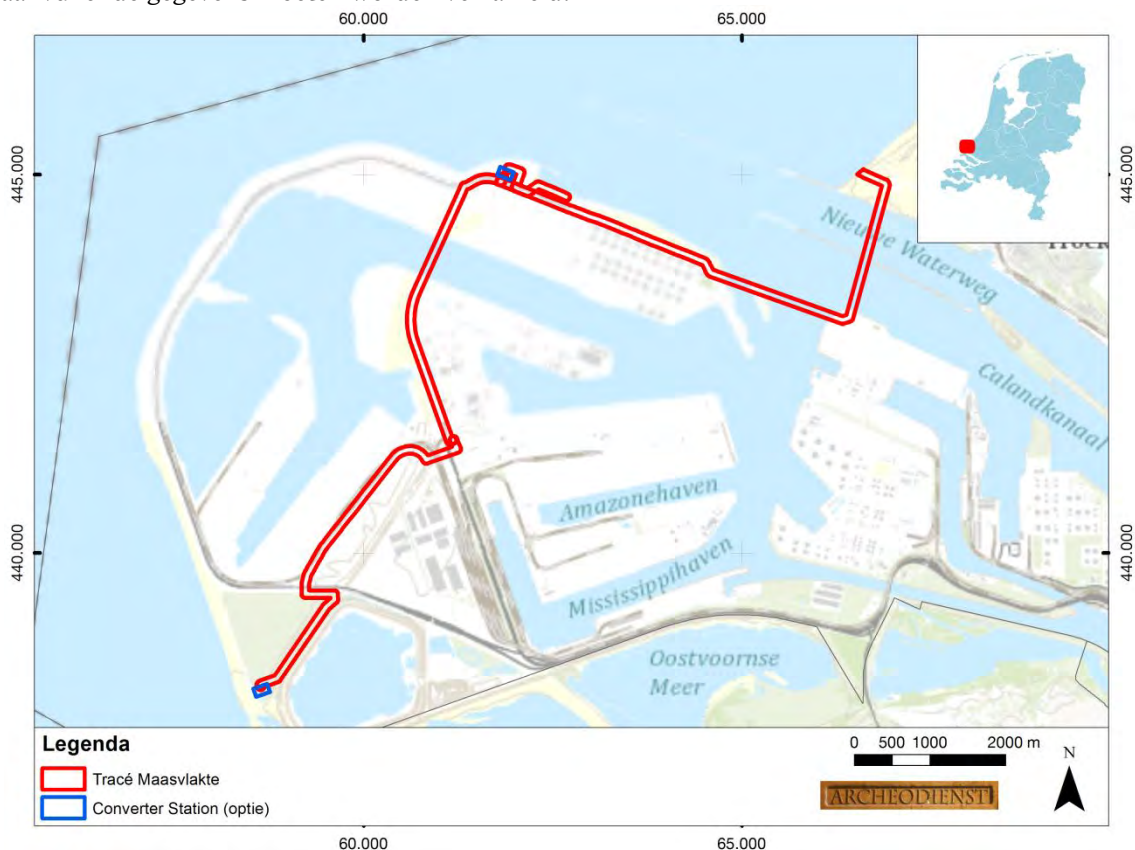 60.000
65.000
445.000
445.000
Nieuwe Waterweg
Calandkanaal
Amazonehaven
440.000
440.000
Mississippihaven
Oostvoornse
Meer
Legenda
Tracé Maasvlakte
Converter Station (optie)
0 500 1000 2000 m
N
ARCHEODIENST
60.000
65.000